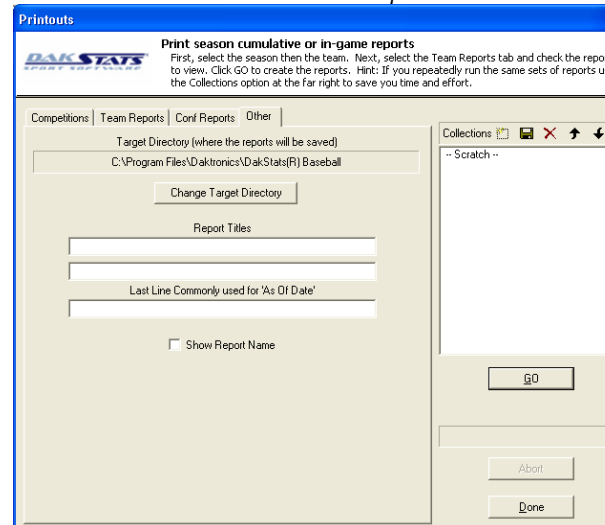 Printouts
DAKSTATS
SPORT SOFTWARE
Print season cumulative or in-game reports
First, select the season then the team. Next, select the Team Reports tab and check the repo
to view. Click GO to create the reports. Hint: If you repeatedly run the same sets of reports u
the Collections option at the far right to save you time and effort.
Competitions Team Reports Conf Reports Other
Target Directory (where the reports will be saved)
C:\Program Files\Daktronics\DakStats(R) Baseball
Change Target Directory
Report Titles
Last Line Commonly used for 'As Of Date'
Show Report Name
Collections
-- Scratch --
GO
Abort
Done